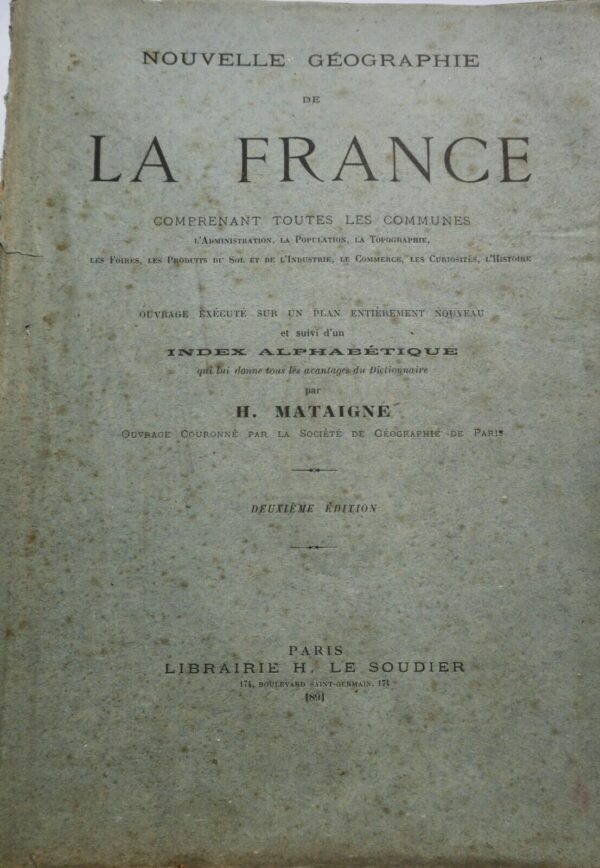 NOUVELLE GÉOGRAPHIE
DE
LA FRANCE
COMPRENANT TOUTES LES COMMUNES
L'ADMINISTRATION, LA POPULATION, LA TOPOGRAPHIE,
LES FOIRES, LES PRODUITS DU SOL ET DE L'INDUSTRIE, LE COMMERCE, LES CURIOSITÉS, L'HISTOIRE
OUVRAGE EXÉCUTÉ SUR UN PLAN ENTIÈREMENT NOUVEAU
et suivi d'un
INDEX ALPHABÉTIQUE
qui lui donne tous les avantages du Dictionnaire
par
H. MATAIGNE
OUVRAGE COURONNÉ PAR LA SOCIÉTÉ DE GÉOGRAPHIE DE PARIS
DEUXIÈME ÉDITION
PARIS
LIBRAIRIE H. LE SOUDIER
174, BOULEVARD SAINT-GERMAIN, 174
1891